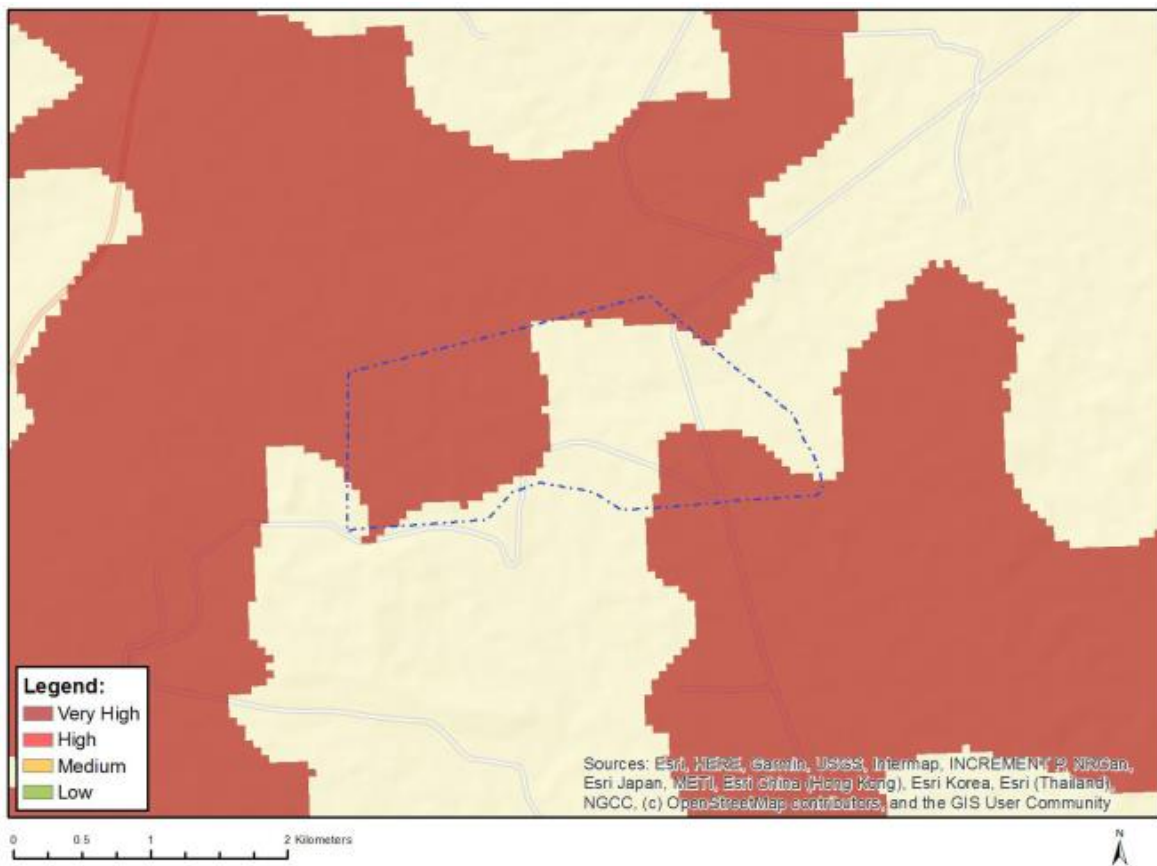 Legend:
Very High
High
Medium
Low
Sources: Esri, HERE, Garmin, USGS, Intermap, INCREMENT P, NRCan,
Esri Japan, METI, Esri China (Hong Kong), Esri Korea, Esri (Thailand),
NGCC, (c) OpenStreetMap contributors, and the GIS User Community
0 0.5 1 2 Kilometers
N